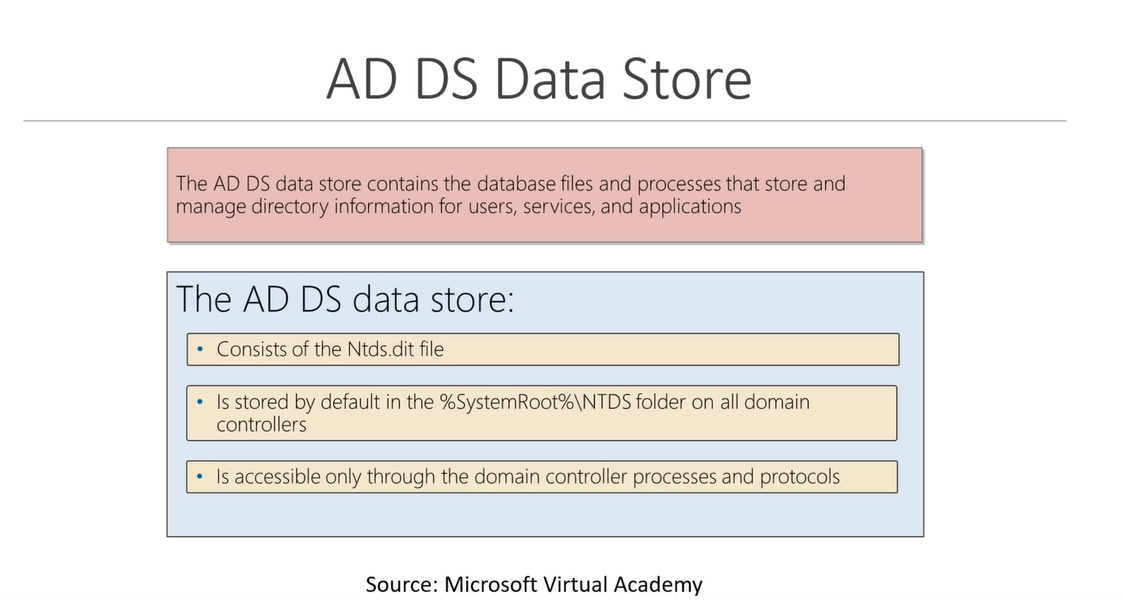 AD DS Data Store
The AD DS data store contains the database files and processes that store and
manage directory information for users, services, and applications
The AD DS data store:
• Consists of the Ntds.dit file
• Is stored by default in the %SystemRoot%\NTDS folder on all domain
controllers
• Is accessible only through the domain controller processes and protocols
Source: Microsoft Virtual Academy